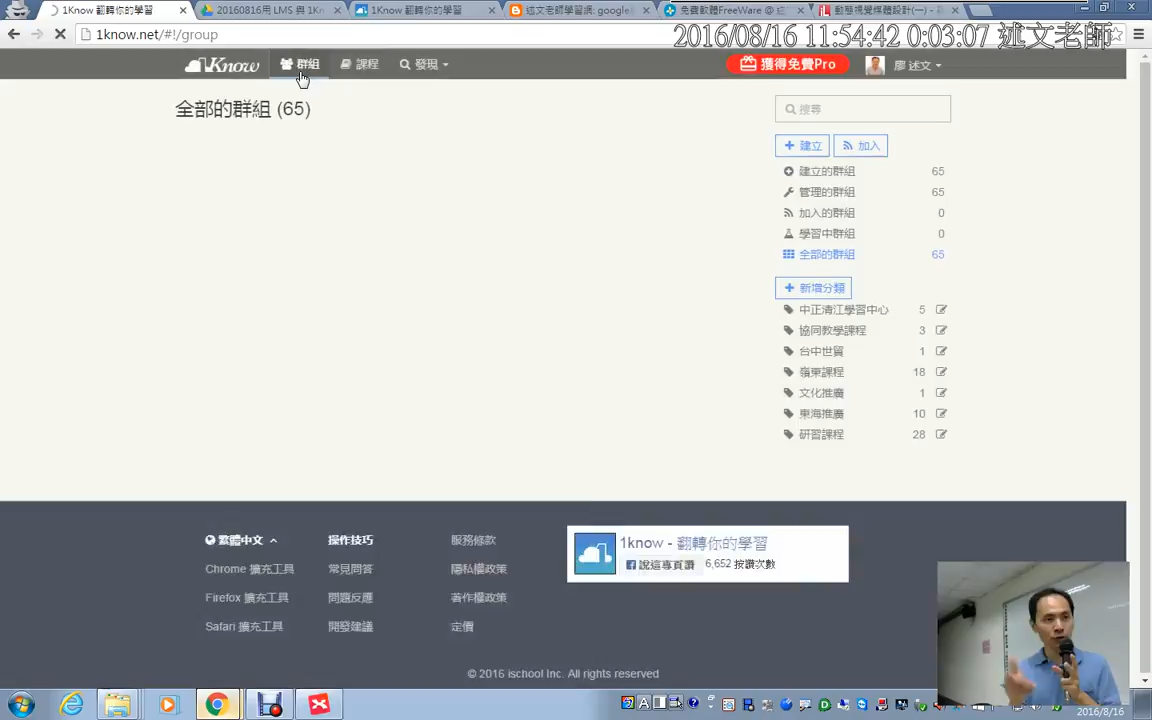 1Know 翻轉你的學習
20160816用 LMS 與 1Kn
1Know 翻轉你的學習
述文老師學習網: google
免費軟體FreeWare @ 述
動態視覺媒體設計(一) -
1know.net/#!/group
2016/08/16 11:54:42 0:03:07 述文老師
1Know
群組
課程
發現
獲得免費Pro
廖 述文
全部的群組 (65)
搜尋
建立
加入
建立的群組 65
管理的群組 65
加入的群組 0
學習中群組 0
全部的群組 65
新增分類
中正清江學習中心 5
協同教學課程 3
台中世貿 1
嶺東課程 18
文化推廣 1
東海推廣 10
研習課程 28
繁體中文
操作技巧
服務條款
Chrome 擴充工具
常見問答
隱私權政策
Firefox 擴充工具
問題反應
著作權政策
Safari 擴充工具
開發建議
定價
1know - 翻轉你的學習
說這專頁讚
6,652 按讚次數
© 2016 ischool Inc. All rights reserved
2016/8/16